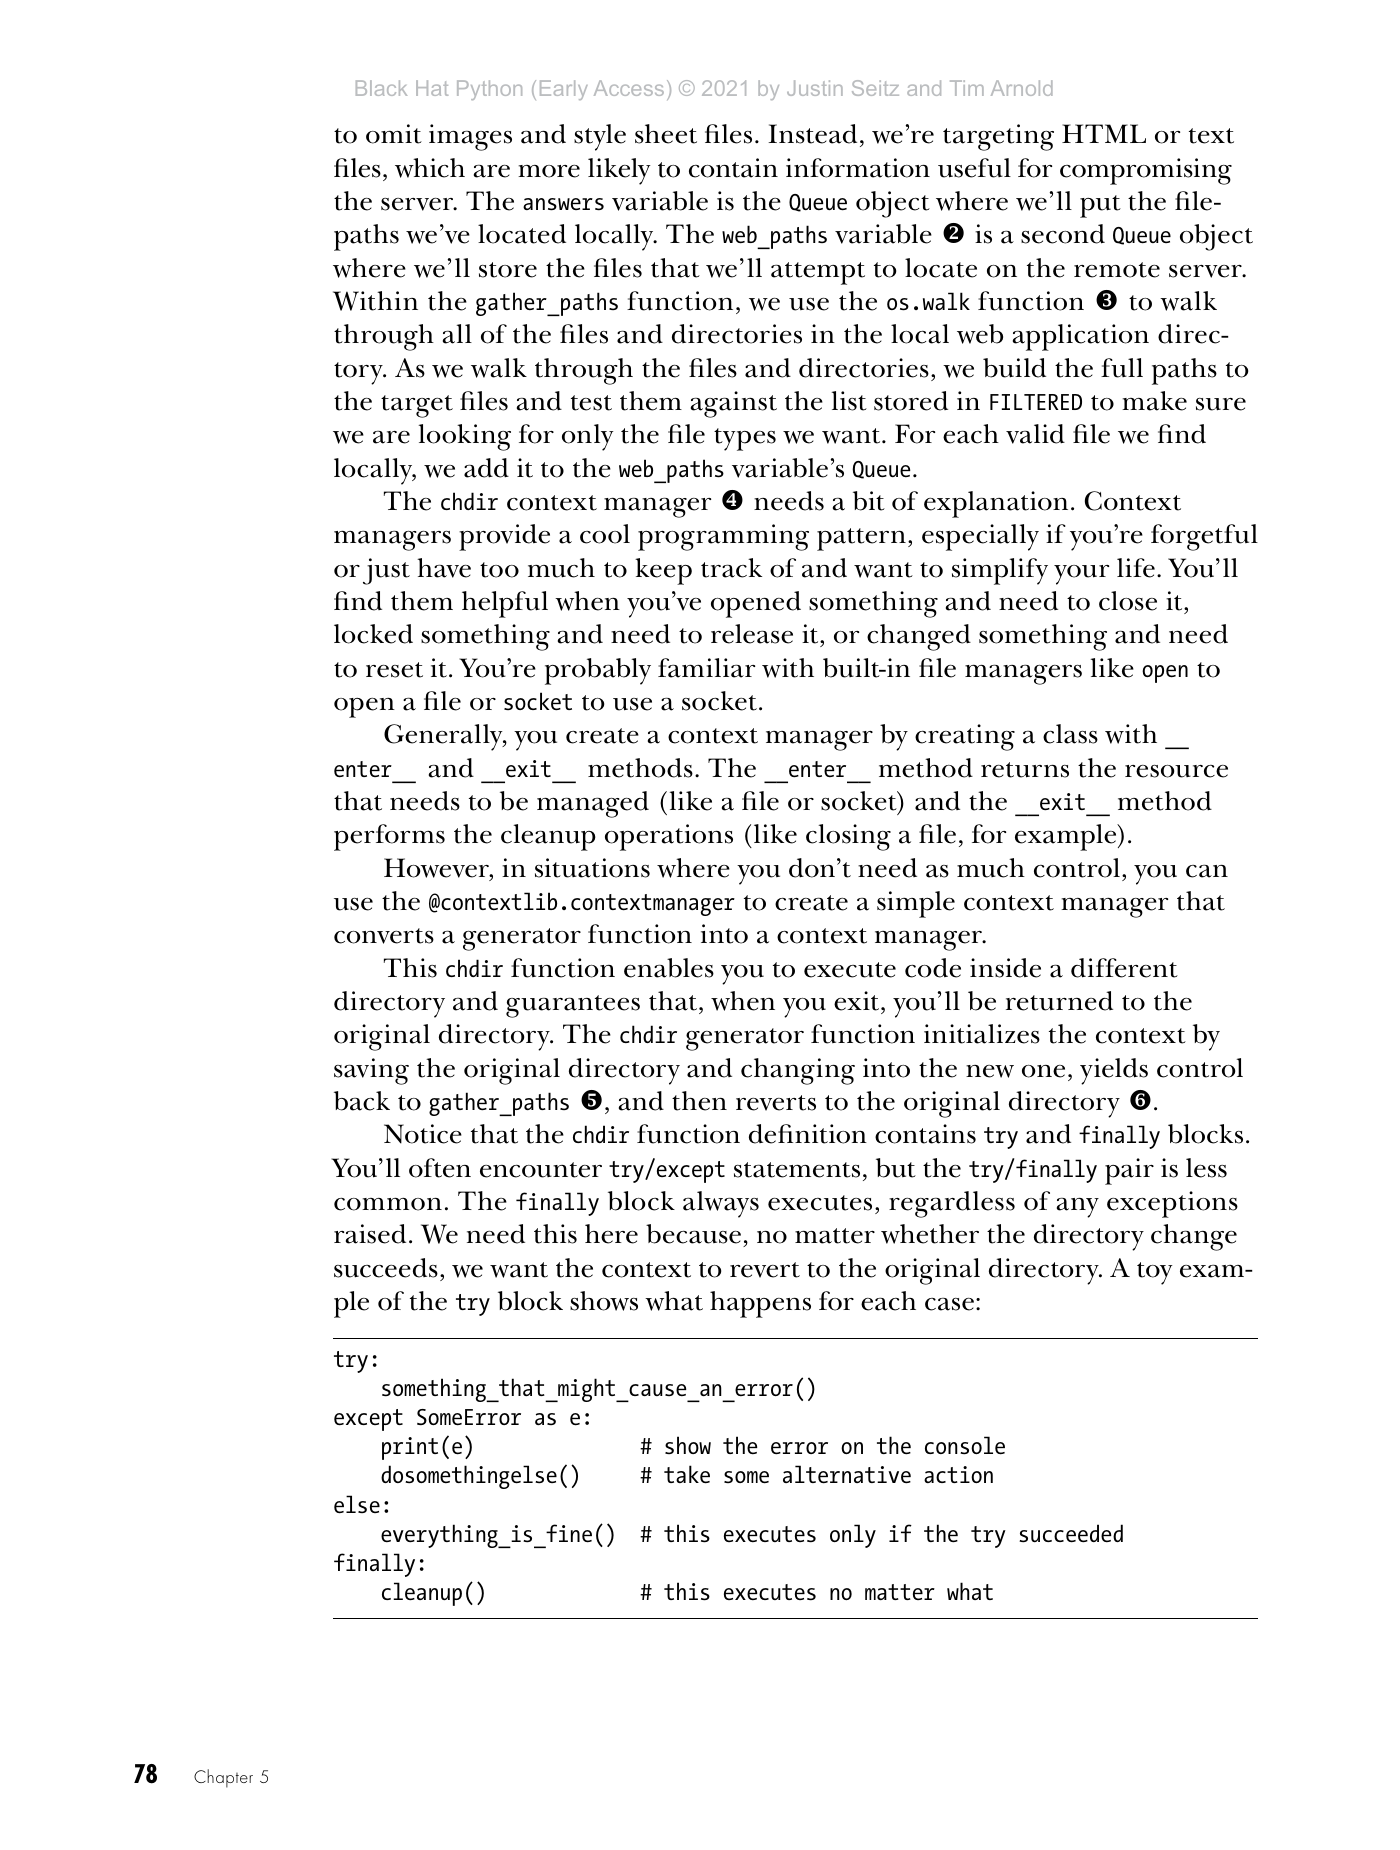 Black Hat Python (Early Access) © 2021 by Justin Seitz and Tim Arnold
to omit images and style sheet files. Instead, we’re targeting HTML or text
files, which are more likely to contain information useful for compromising
the server. The answers variable is the Queue object where we’ll put the file-
paths we’ve located locally. The web_paths variable ❷ is a second Queue object
where we’ll store the files that we’ll attempt to locate on the remote server.
Within the gather_paths function, we use the os.walk function ❸ to walk
through all of the files and directories in the local web application direc-
tory. As we walk through the files and directories, we build the full paths to
the target files and test them against the list stored in FILTERED to make sure
we are looking for only the file types we want. For each valid file we find
locally, we add it to the web_paths variable’s Queue.
The chdir context manager ❹ needs a bit of explanation. Context
managers provide a cool programming pattern, especially if you’re forgetful
or just have too much to keep track of and want to simplify your life. You’ll
find them helpful when you’ve opened something and need to close it,
locked something and need to release it, or changed something and need
to reset it. You’re probably familiar with built-in file managers like open to
open a file or socket to use a socket.
Generally, you create a context manager by creating a class with __
enter__ and __exit__ methods. The __enter__ method returns the resource
that needs to be managed (like a file or socket) and the __exit__ method
performs the cleanup operations (like closing a file, for example).
However, in situations where you don’t need as much control, you can
use the @contextlib.contextmanager to create a simple context manager that
converts a generator function into a context manager.
This chdir function enables you to execute code inside a different
directory and guarantees that, when you exit, you’ll be returned to the
original directory. The chdir generator function initializes the context by
saving the original directory and changing into the new one, yields control
back to gather_paths ❺, and then reverts to the original directory ❻.
Notice that the chdir function definition contains try and finally blocks.
You’ll often encounter try/except statements, but the try/finally pair is less
common. The finally block always executes, regardless of any exceptions
raised. We need this here because, no matter whether the directory change
succeeds, we want the context to revert to the original directory. A toy exam-
ple of the try block shows what happens for each case:
try:
    something_that_might_cause_an_error()
except SomeError as e:
    print(e)              # show the error on the console
    dosomethingelse()     # take some alternative action
else:
    everything_is_fine()  # this executes only if the try succeeded
finally:
    cleanup()             # this executes no matter what
78 Chapter 5